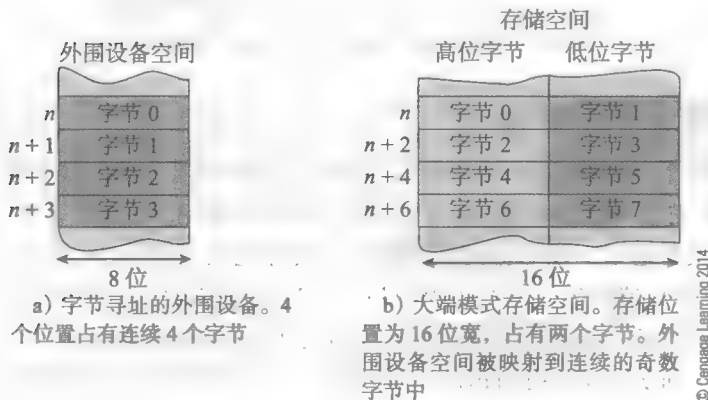 存储空间
外围设备空间
高位字节 低位字节
n 字节 0
n + 1 字节 1
n + 2 字节 2
n + 3 字节 3
8 位
n 字节 0 字节 1
n + 2 字节 2 字节 3
n + 4 字节 4 字节 5
n + 6 字节 6 字节 7
16 位
a）字节寻址的外围设备。4
个位置占有连续 4 个字节
b）大端模式存储空间。存储位
置为 16 位宽，占有两个字节。外
围设备空间被映射到连续的奇数
字节中
© Cengage Learning 2014